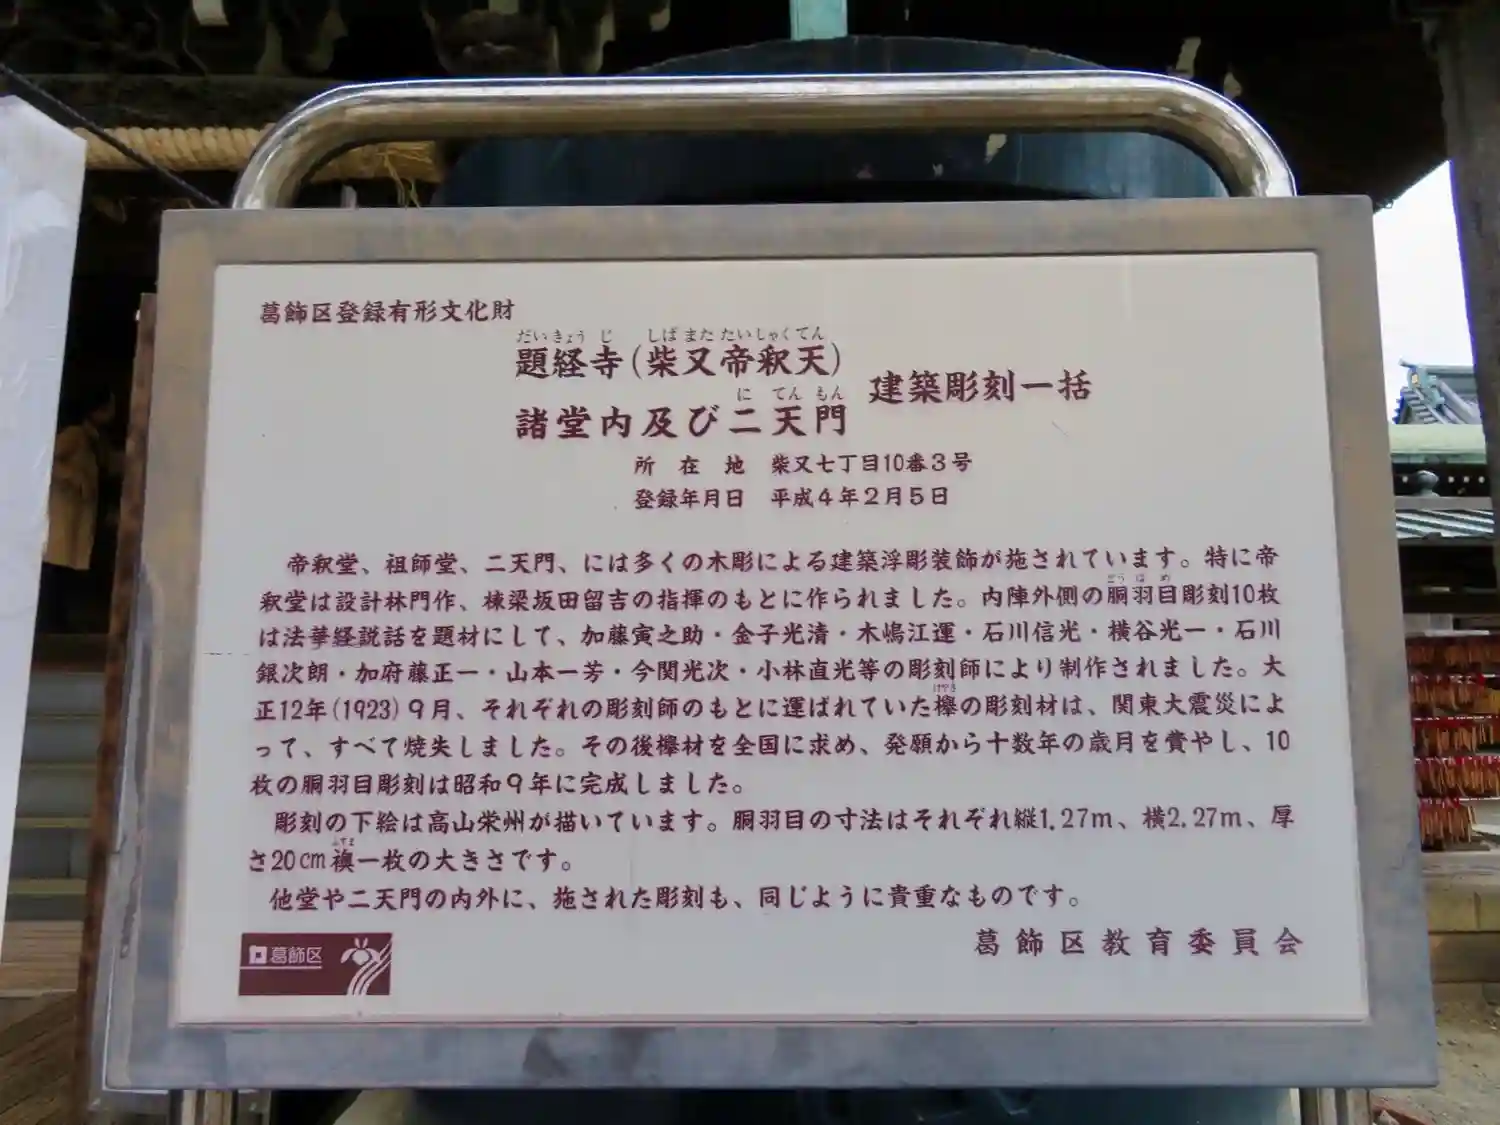 葛飾区登録有形文化財
だいきょうじ しばまたたいしゃくてん
題経寺(柴又帝釈天)
にてんもん
諸堂内及び二天門
建築彫刻一括
所在地 柴又七丁目10番3号
登録年月日 平成4年2月5日
帝釈堂、祖師堂、二天門、には多くの木彫による建築浮彫装飾が施されています。特に帝
どうはめ
釈堂は設計林門作、棟梁坂田留吉の指揮のもとに作られました。内陣外側の胴羽目彫刻10枚
は法華経説話を題材にして、加藤寅之助・金子光清・木嶋江運・石川信光・横谷光一・石川
銀次朗・加府藤正一・山本一芳・今関光次・小林直光等の彫刻師により制作されました。大
けやき
正12年(1923)9月、それぞれの彫刻師のもとに運ばれていた欅の彫刻材は、関東大震災によ
って、すべて焼失しました。その後欅材を全国に求め、発願から十数年の歳月を費やし、10
枚の胴羽目彫刻は昭和9年に完成しました。
彫刻の下絵は高山栄州が描いています。胴羽目の寸法はそれぞれ縦1.27m、横2.27m、厚
ふすま
さ20cm襖一枚の大きさです。
他堂や二天門の内外に、施された彫刻も、同じように貴重なものです。
葛飾区教育委員会
葛飾区